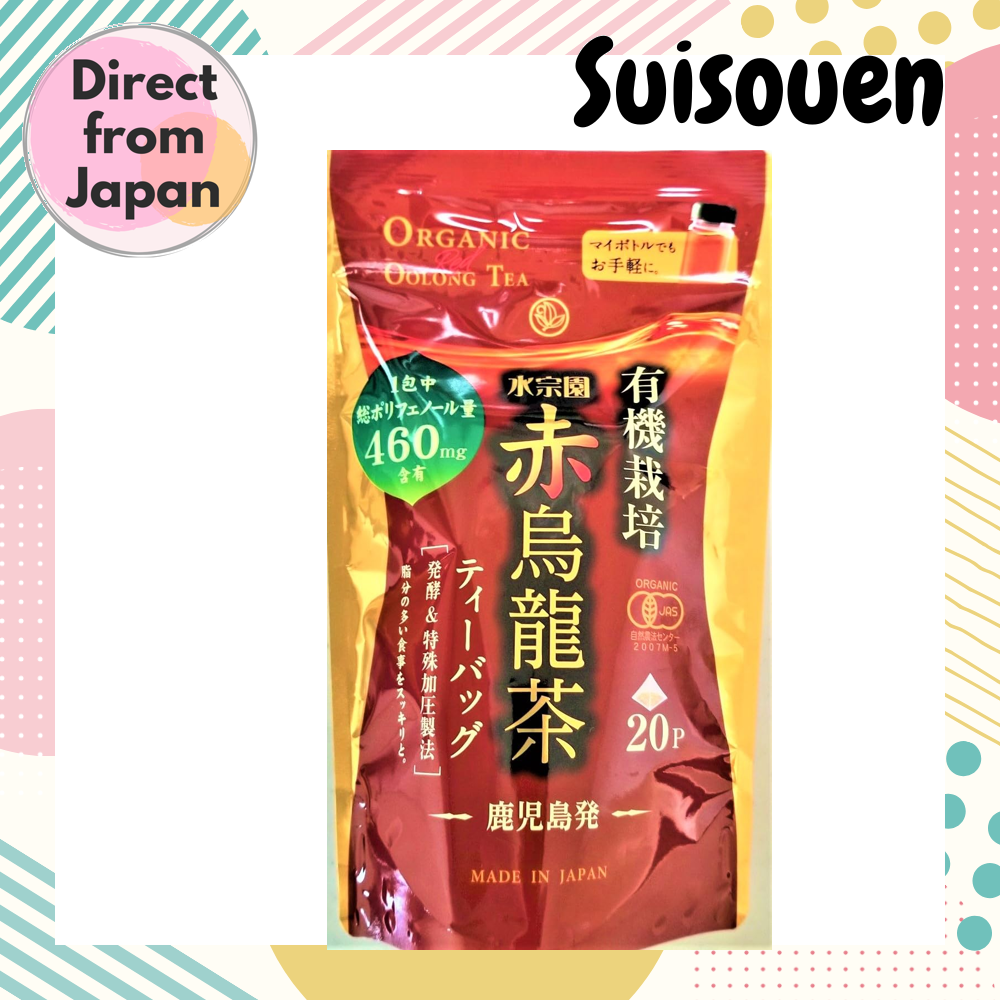 Direct
from
Japan
Suisouen
ORGANIC
Red
OOLONG TEA
マイボトルでも
お手軽に。
1包中
総ポリフェノール量
460mg
含有
水宗園
赤烏龍茶
有機栽培
ティーバッグ
[発酵 & 特殊加圧製法]
脂分の多い食事をスッキリと。
ORGANIC
JAS
自然農法センター
2007M-5
20P
鹿児島発
MADE IN JAPAN